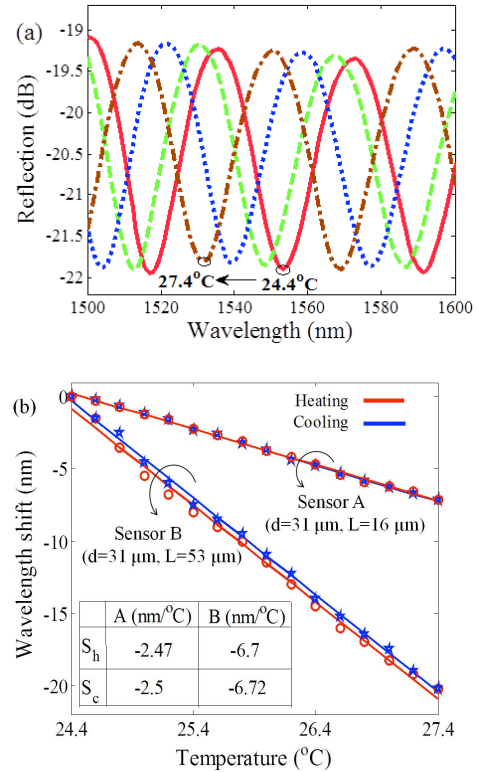 (a)
-19
-19.5
-20
-20.5
-21
-21.5
-22
Reflection (dB)
27.4°C
24.4°C
1500
1520
1540
1560
1580
1600
Wavelength (nm)
(b)
0
-5
-10
-15
-20
Wavelength shift (nm)
Heating
Cooling
Sensor A
(d=31 μm, L=16 μm)
Sensor B
(d=31 μm, L=53 μm)
A (nm/°C) B (nm/°C)
Sh -2.47 -6.7
Sc -2.5 -6.72
24.4
25.4
26.4
27.4
Temperature (°C)